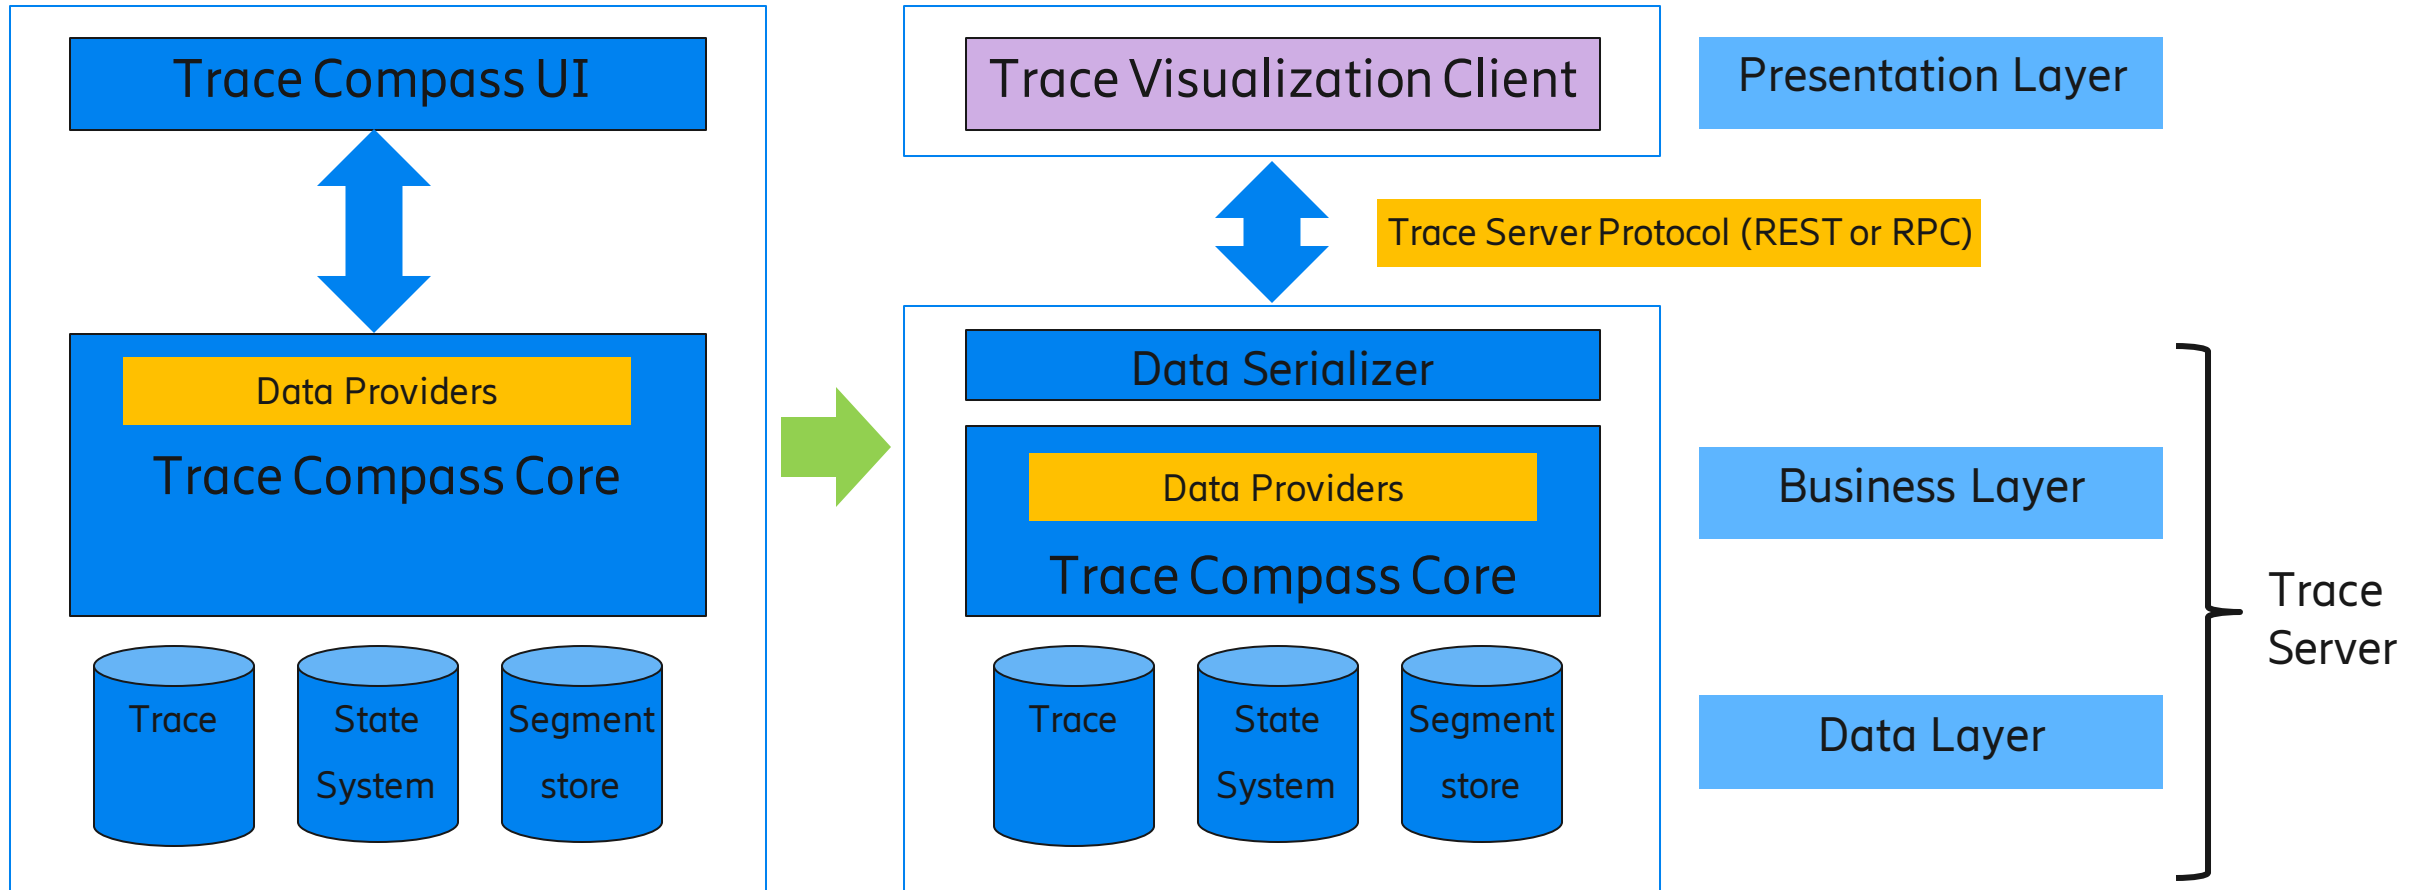 Trace Compass UI
Data Providers
Trace Compass Core
Trace
State
System
Segment
store
Trace Visualization Client
Presentation Layer
Trace Server Protocol (REST or RPC)
Data Serializer
Data Providers
Trace Compass Core
Business Layer
Trace
State
System
Segment
store
Data Layer
Trace
Server